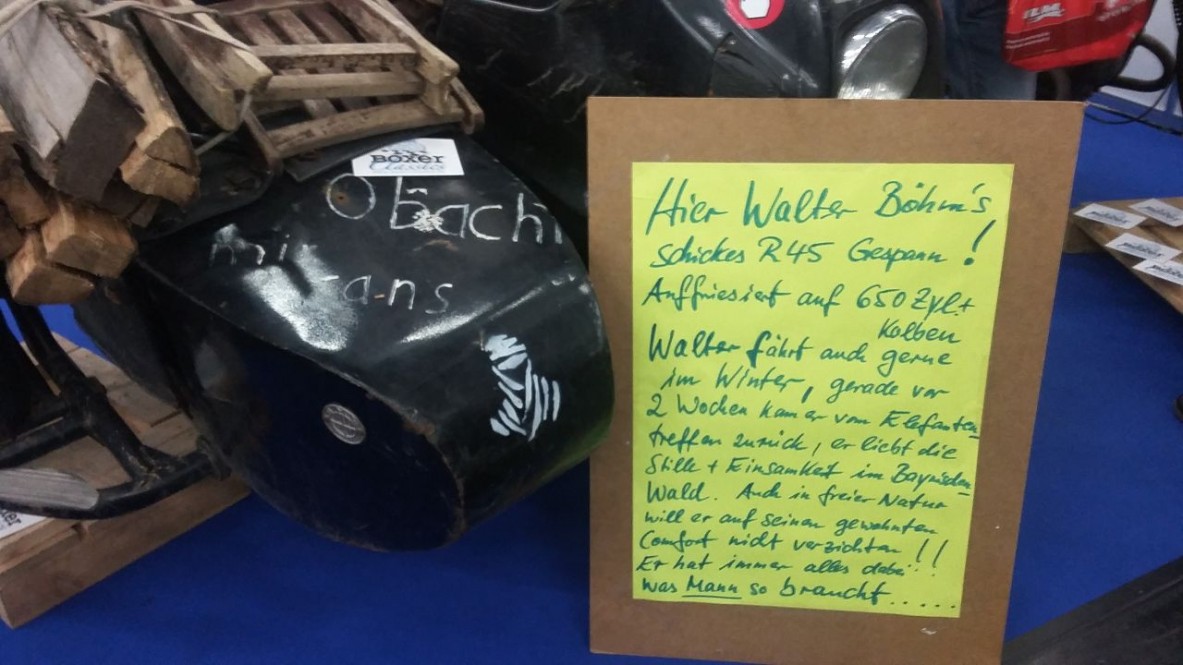 BOXER
Classics
Obach
ans
Hier Walter Böhm's
schickes R45 Gespann!
Auffriesiert auf 650 Zyl.+
Kolben
Walter fährt auch gerne
im Winter, gerade vor
2 Wochen kam er vom Elefanten-
treffen zurück, er liebt die
Stille + Einsamkeit im Bayrischen
Wald. Auch in freier Natur
will er auf seinen gewohnten
Comfort nicht verzichten!!
Er hat immer alles dabei!!
was Mann so braucht.....